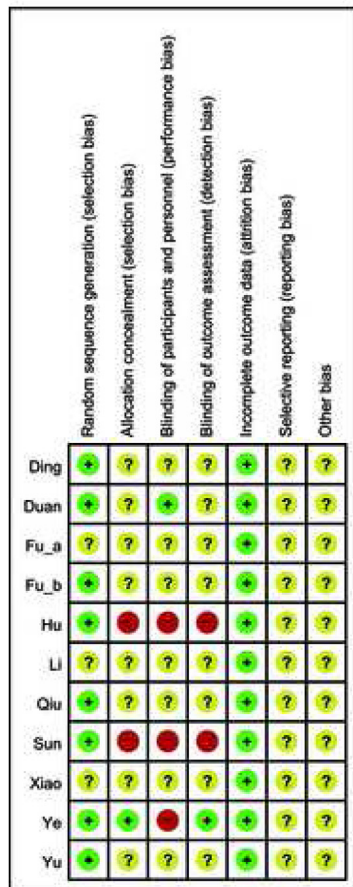 Random sequence generation (selection bias)
Allocation concealment (selection bias)
Blinding of participants and personnel (performance bias)
Blinding of outcome assessment (detection bias)
Incomplete outcome data (attrition bias)
Selective reporting (reporting bias)
Other bias
Ding + ? ? ? + ? ?
Duan + ? + ? + ? ?
Fu_a ? ? ? ? + ? ?
Fu_b + ? ? ? + ? ?
Hu + - - - + ? ?
Li ? ? ? ? + ? ?
Qiu + ? ? ? + ? ?
Sun + - - - + ? ?
Xiao ? ? ? ? + ? ?
Ye + + - + + ? ?
Yu + ? ? ? + ? ?